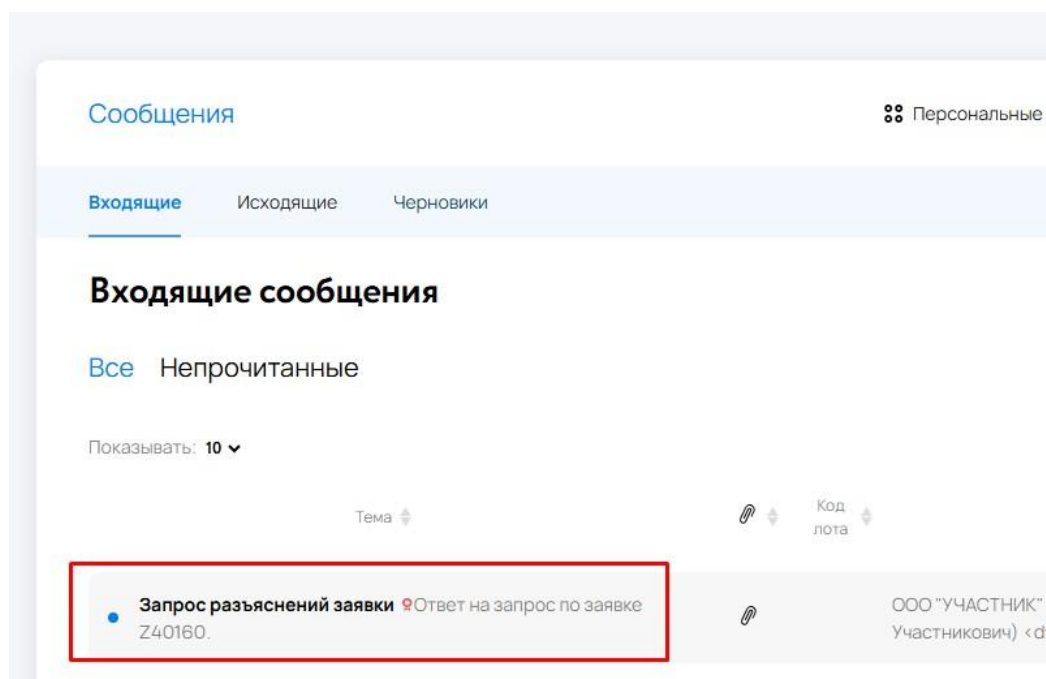 Сообщения
Персональные
Входящие Исходящие Черновики
Входящие сообщения
Все Непрочитанные
Показывать: 10
Тема Код
лота
Запрос разъяснений заявки Ответ на запрос по заявке ООО "УЧАСТНИК"
Z40160. Участникович) <d